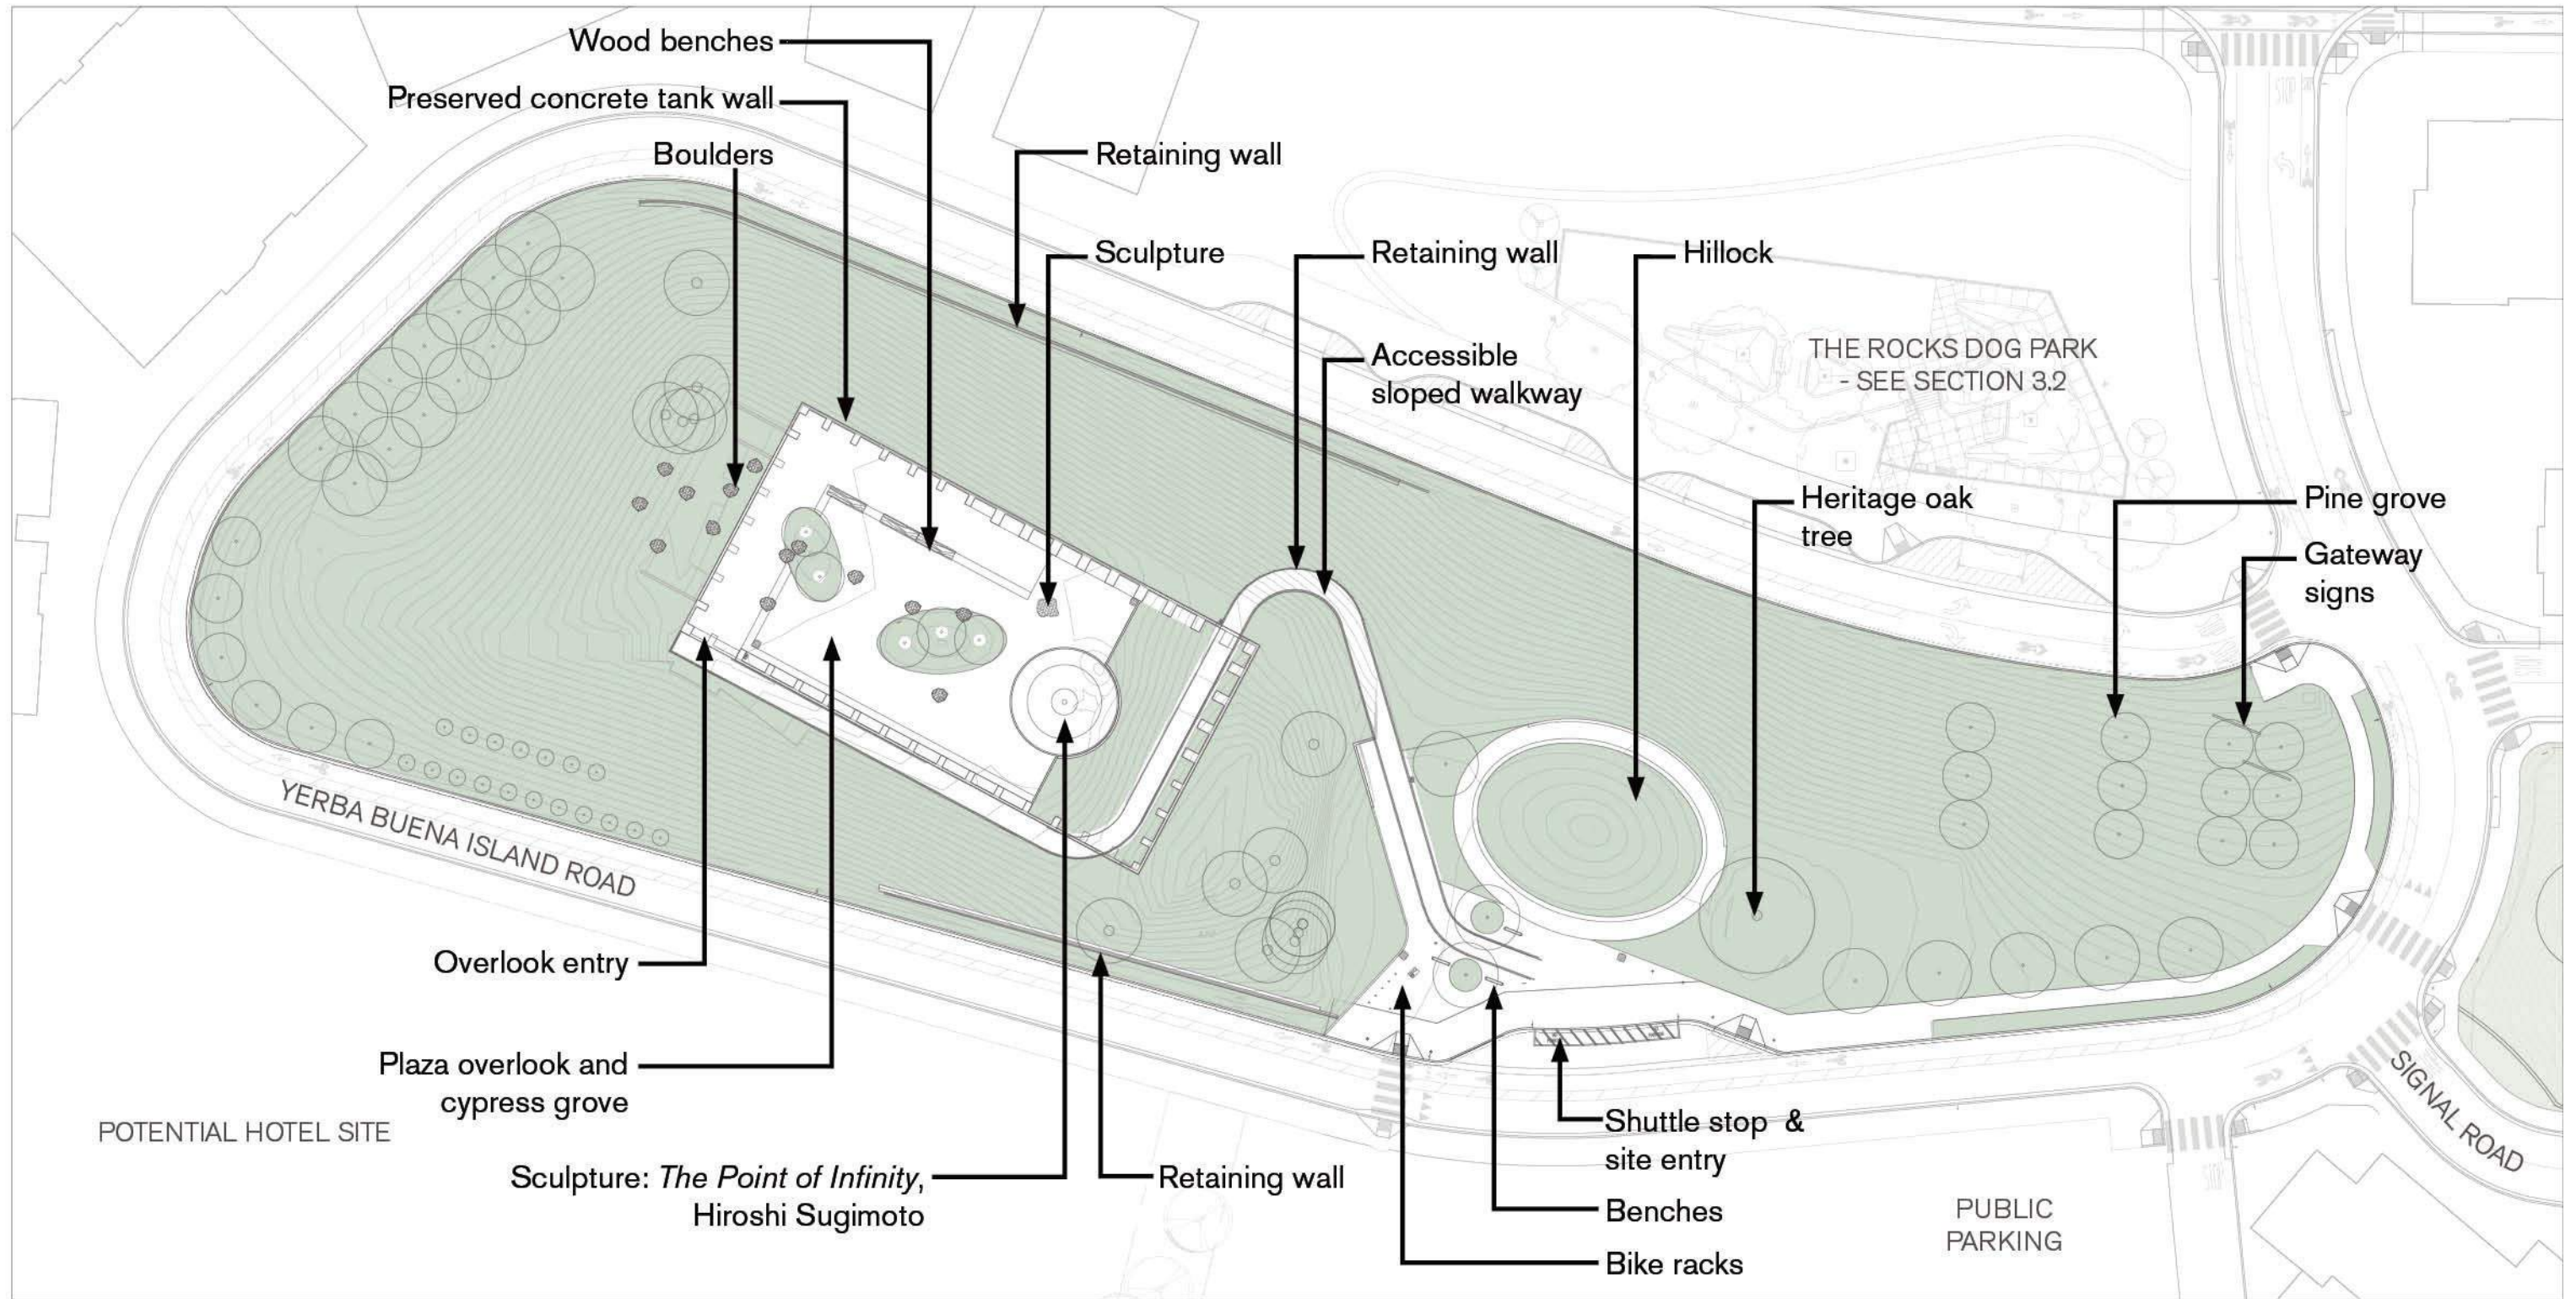 Wood benches
Preserved concrete tank wall
Boulders
Retaining wall
Sculpture
Retaining wall
Hillock
Accessible
sloped walkway
THE ROCKS DOG PARK
- SEE SECTION 3.2
Heritage oak
tree
Pine grove
Gateway
signs
YERBA BUENA ISLAND ROAD
Overlook entry
Plaza overlook and
cypress grove
POTENTIAL HOTEL SITE
Sculpture: The Point of Infinity,
Hiroshi Sugimoto
Retaining wall
Shuttle stop &
site entry
Benches
Bike racks
PUBLIC
PARKING
SIGNAL ROAD
STOP
STOP